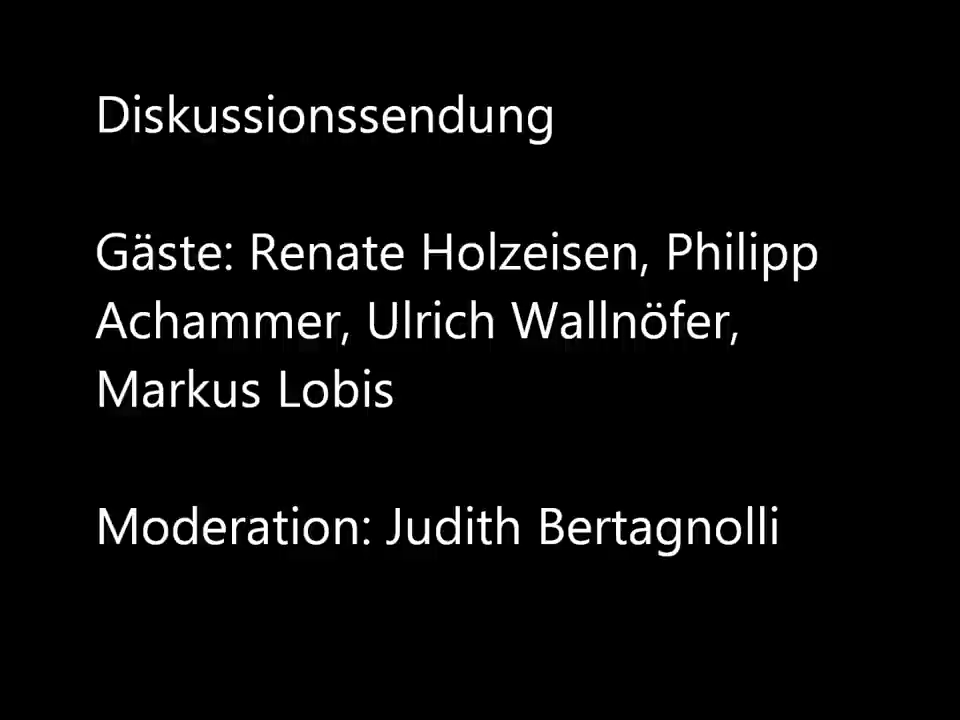 Diskussionssendung
Gäste: Renate Holzeisen, Philipp
Achammer, Ulrich Wallnöfer,
Markus Lobis
Moderation: Judith Bertagnolli